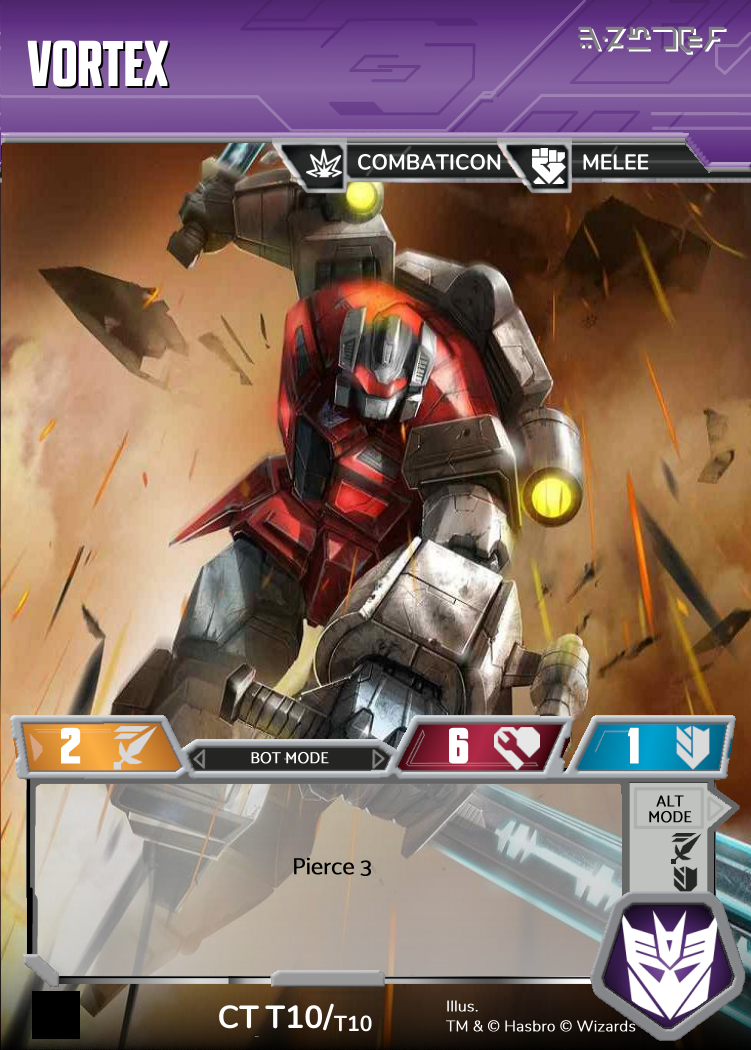 VORTEX
COMBATICON MELEE
2 BOT MODE 6 1
ALT
MODE
Pierce 3
CT T10/T10
Illus.
TM & © Hasbro © Wizards